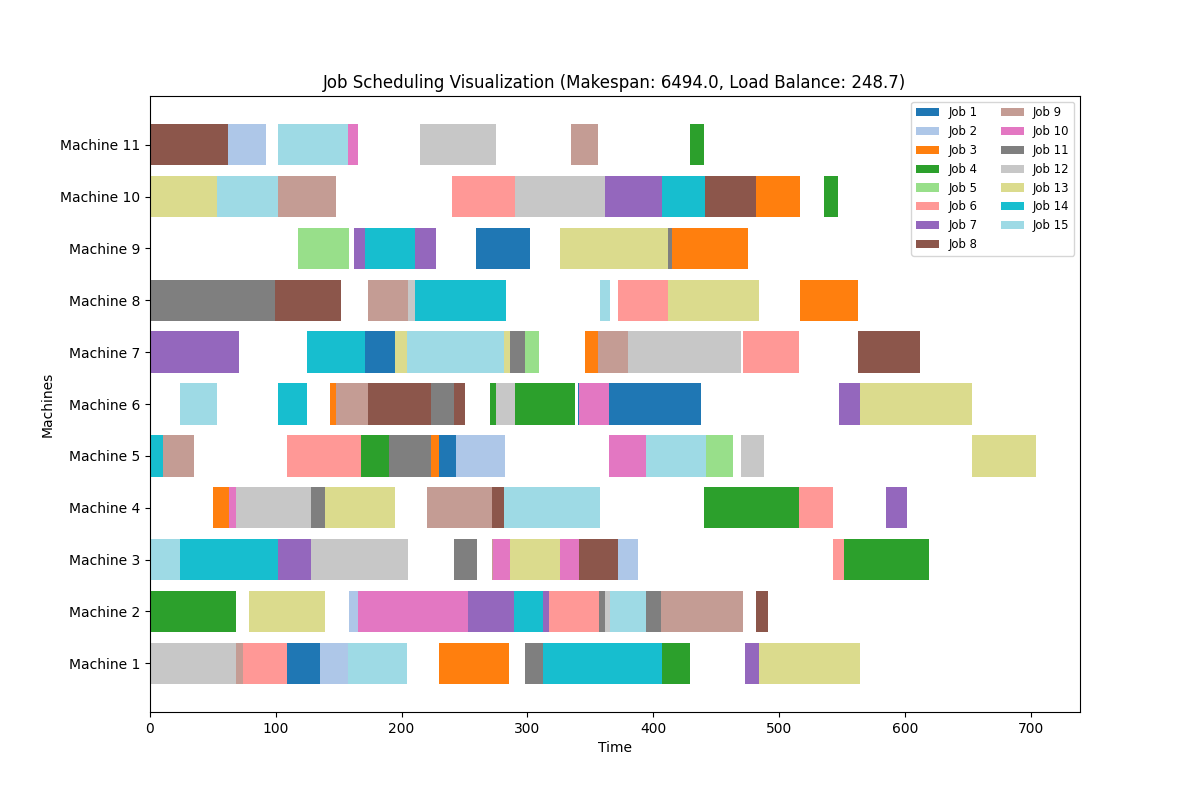 Job Scheduling Visualization (Makespan: 6494.0, Load Balance: 248.7)
Machine 11
Machine 10
Machine 9
Machine 8
Machine 7
Machine 6
Machine 5
Machine 4
Machine 3
Machine 2
Machine 1
Machines
0 100 200 300 400 500 600 700
Time
Job 1
Job 2
Job 3
Job 4
Job 5
Job 6
Job 7
Job 8
Job 9
Job 10
Job 11
Job 12
Job 13
Job 14
Job 15